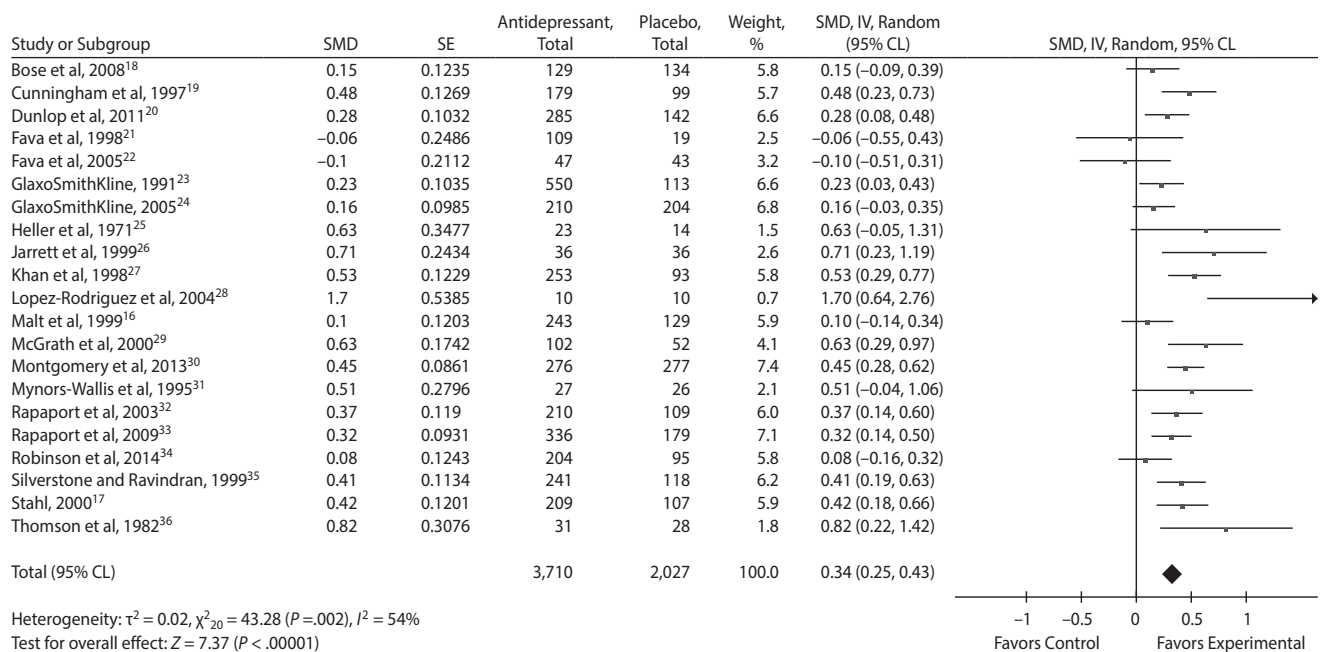 Antidepressant, Placebo, Weight, SMD, IV, Random
Study or Subgroup SMD SE Total Total % (95% CL) SMD, IV, Random, 95% CL
Bose et al, 2008¹⁸ 0.15 0.1235 129 134 5.8 0.15 (–0.09, 0.39)
Cunningham et al, 1997¹⁹ 0.48 0.1269 179 99 5.7 0.48 (0.23, 0.73)
Dunlop et al, 2011²⁰ 0.28 0.1032 285 142 6.6 0.28 (0.08, 0.48)
Fava et al, 1998²¹ –0.06 0.2486 109 19 2.5 –0.06 (–0.55, 0.43)
Fava et al, 2005²² –0.1 0.2112 47 43 3.2 –0.10 (–0.51, 0.31)
GlaxoSmithKline, 1991²³ 0.23 0.1035 550 113 6.6 0.23 (0.03, 0.43)
GlaxoSmithKline, 2005²⁴ 0.16 0.0985 210 204 6.8 0.16 (–0.03, 0.35)
Heller et al, 1971²⁵ 0.63 0.3477 23 14 1.5 0.63 (–0.05, 1.31)
Jarrett et al, 1999²⁶ 0.71 0.2434 36 36 2.6 0.71 (0.23, 1.19)
Khan et al, 1998²⁷ 0.53 0.1229 253 93 5.8 0.53 (0.29, 0.77)
Lopez-Rodriguez et al, 2004²⁸ 1.7 0.5385 10 10 0.7 1.70 (0.64, 2.76)
Malt et al, 1999¹⁶ 0.1 0.1203 243 129 5.9 0.10 (–0.14, 0.34)
McGrath et al, 2000²⁹ 0.63 0.1742 102 52 4.1 0.63 (0.29, 0.97)
Montgomery et al, 2013³⁰ 0.45 0.0861 276 277 7.4 0.45 (0.28, 0.62)
Mynors-Wallis et al, 1995³¹ 0.51 0.2796 27 26 2.1 0.51 (–0.04, 1.06)
Rapaport et al, 2003³² 0.37 0.119 210 109 6.0 0.37 (0.14, 0.60)
Rapaport et al, 2009³³ 0.32 0.0931 336 179 7.1 0.32 (0.14, 0.50)
Robinson et al, 2014³⁴ 0.08 0.1243 204 95 5.8 0.08 (–0.16, 0.32)
Silverstone and Ravindran, 1999³⁵ 0.41 0.1134 241 118 6.2 0.41 (0.19, 0.63)
Stahl, 2000¹⁷ 0.42 0.1201 209 107 5.9 0.42 (0.18, 0.66)
Thomson et al, 1982³⁶ 0.82 0.3076 31 28 1.8 0.82 (0.22, 1.42)
Total (95% CL) 3,710 2,027 100.0 0.34 (0.25, 0.43)
Heterogeneity: τ² = 0.02, χ²₂₀ = 43.28 (P =.002), I² = 54%
–1 –0.5 0 0.5 1
Test for overall effect: Z = 7.37 (P < .00001)
Favors Control Favors Experimental